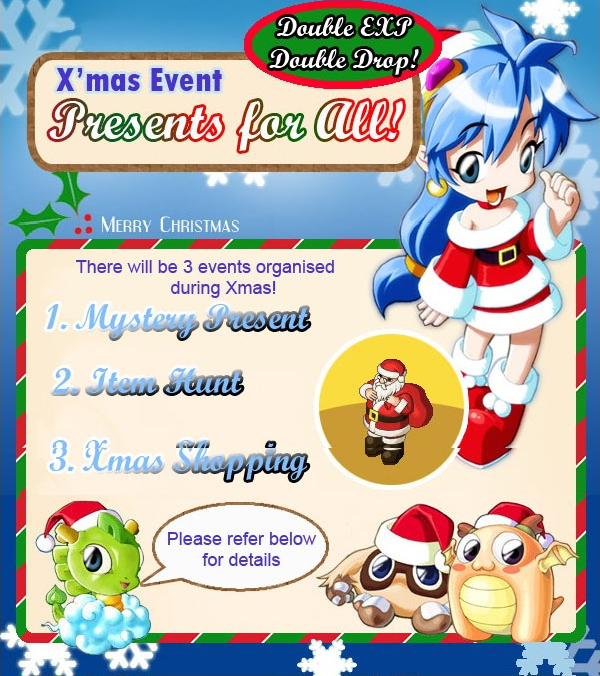 Double EXP
Double Drop!
X'mas Event
Presents for All!
Merry Christmas
There will be 3 events organised
during Xmas!
1. Mystery Present
2. Item Hunt
3. Xmas Shopping
Please refer below
for details